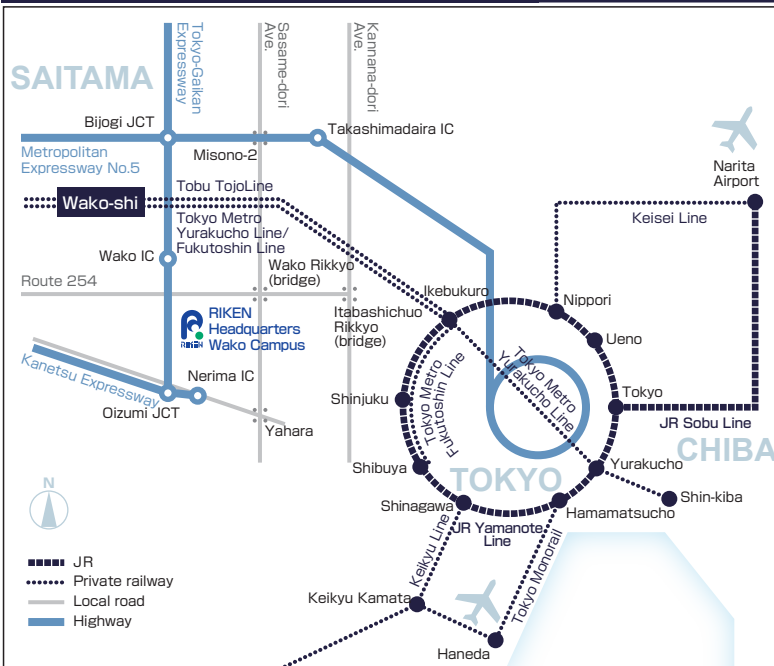 SAITAMA
Tokyo-Gaikan
Expressway
Sasame-dori
Ave.
Kannana-dori
Ave.
Bijogi JCT
Takashimadaira IC
Metropolitan
Expressway No.5
Misono-2
Narita
Airport
Wako-shi
Tobu TojoLine
Keisei Line
Tokyo Metro
Yurakucho Line/
Fukutoshin Line
Wako IC
Wako Rikkyo
(bridge)
Route 254
Ikebukuro
Nippori
RIKEN
RIKEN
Headquarters
Wako Campus
Itabashichuo
Rikkyo
(bridge)
Ueno
Kanetsu Expressway
Nerima IC
Oizumi JCT
Tokyo Metro
Fukutoshin Line
Tokyo Metro
Yurakucho Line
Shinjuku
Tokyo
JR Sobu Line
Yahara
CHIBA
Shibuya
TOKYO
Yurakucho
Shin-kiba
N
Shinagawa
Hamamatsucho
JR Yamanote
Line
JR
Private railway
Local road
Highway
Keikyu Line
Tokyo Monorail
Keikyu Kamata
Haneda